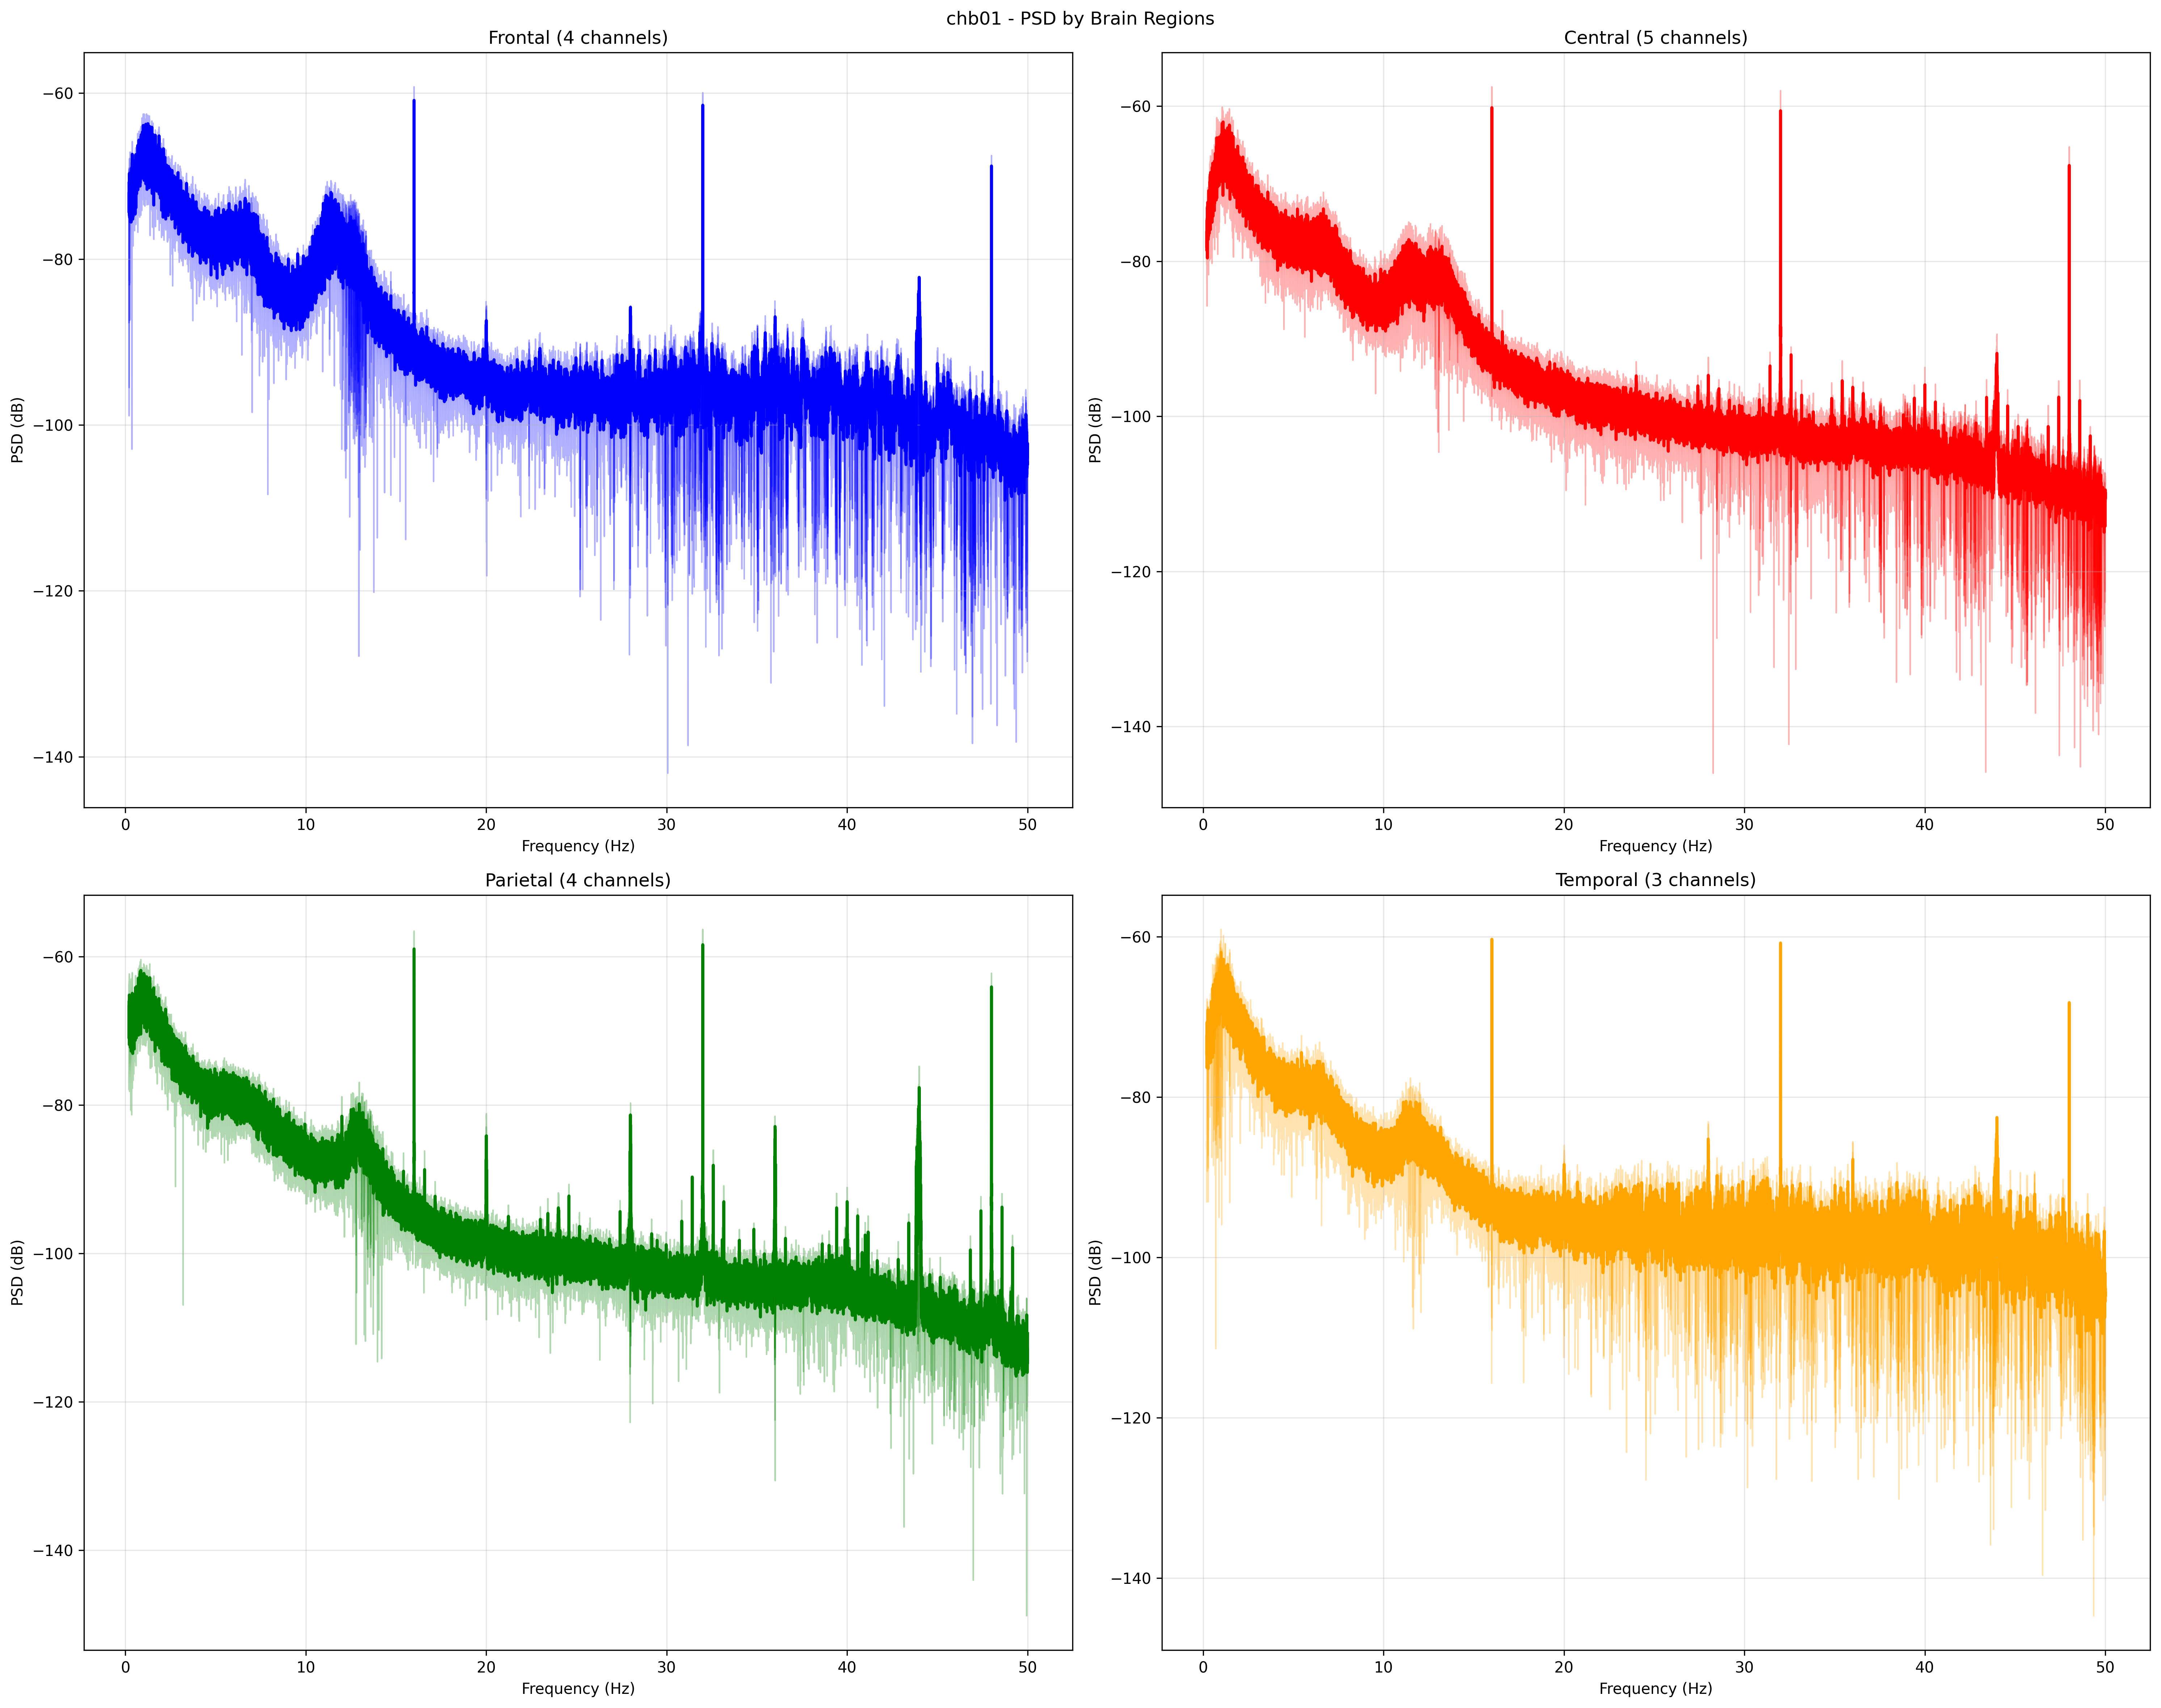 chb01 - PSD by Brain Regions
Frontal (4 channels)
−60
−80
−100
−120
−140
PSD (dB)
0 10 20 30 40 50
Frequency (Hz)
Central (5 channels)
−60
−80
−100
−120
−140
PSD (dB)
0 10 20 30 40 50
Frequency (Hz)
Parietal (4 channels)
−60
−80
−100
−120
−140
PSD (dB)
0 10 20 30 40 50
Frequency (Hz)
Temporal (3 channels)
−60
−80
−100
−120
−140
PSD (dB)
0 10 20 30 40 50
Frequency (Hz)